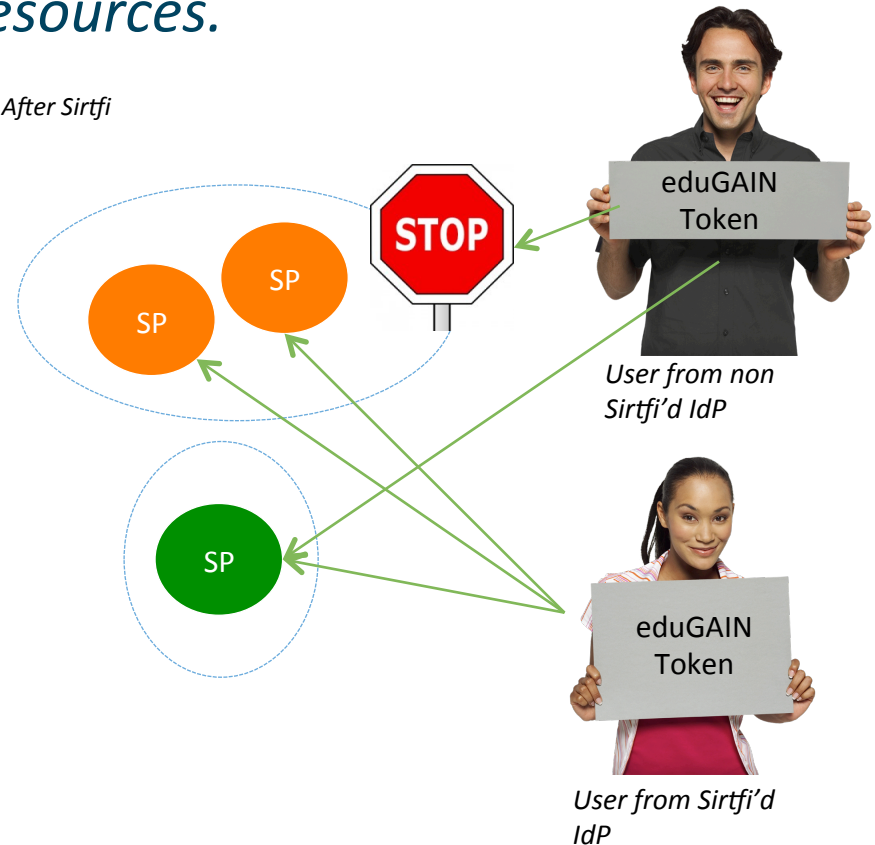 esources.
After Sirtfi
eduGAIN
Token
STOP
SP
SP
User from non
Sirtfi’d IdP
SP
eduGAIN
Token
User from Sirtfi’d
IdP